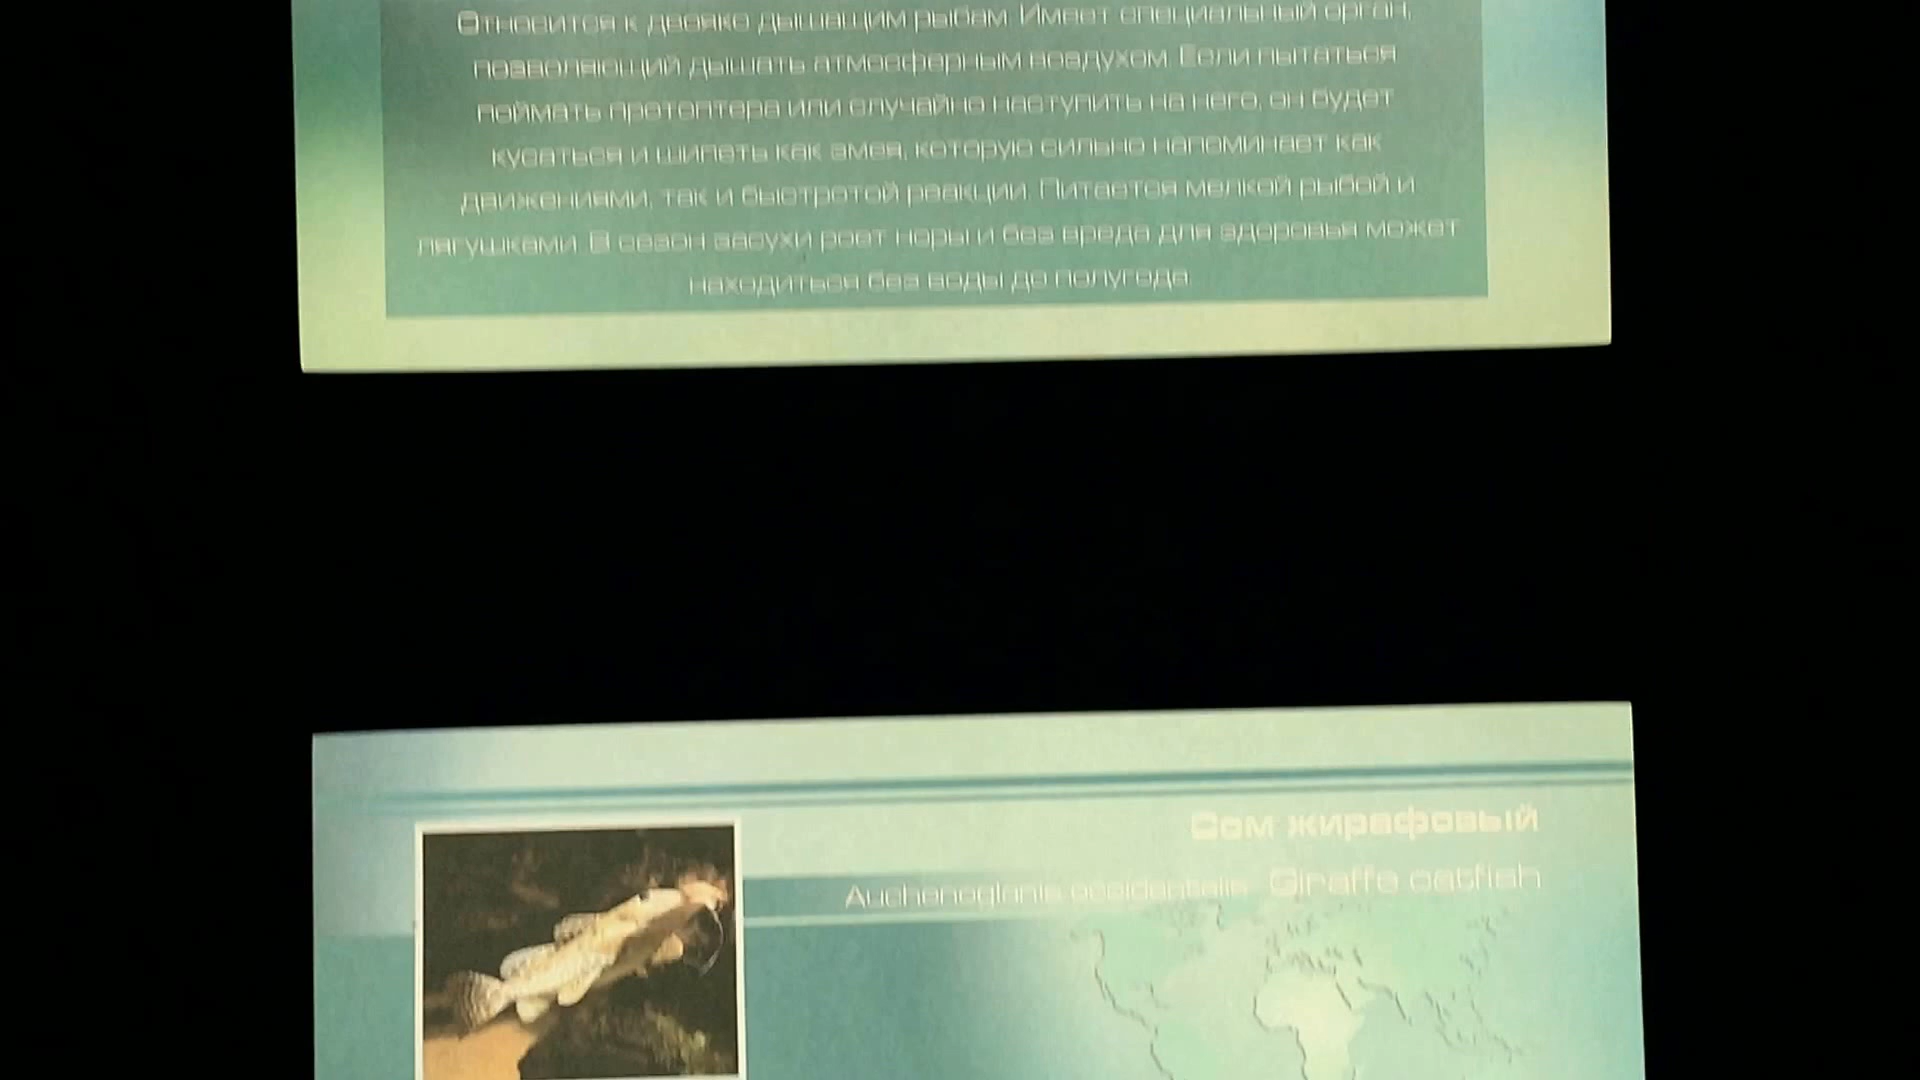 Относится к двояко дышащим рыбам. Имеет специальный орган,
позволяющий дышать атмосферным воздухом. Если пытаться
поймать протоптера или случайно наступить на него, он будет
кусаться и шипеть как змея, которую сильно напоминает как
движениями, так и быстротой реакции. Питается мелкой рыбой и
лягушками. В сезон засухи роет норы и без вреда для здоровья может
находиться без воды до полугода.
Сом жирафовый
Auchenoglanis occidentalis Giraffe catfish